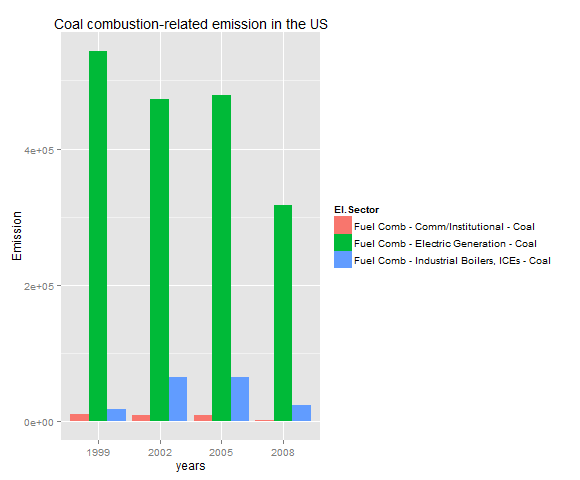 Coal combustion-related emission in the US
Emission
4e+05
2e+05
0e+00
1999 2002 2005 2008
years
EI.Sector
Fuel Comb - Comm/Institutional - Coal
Fuel Comb - Electric Generation - Coal
Fuel Comb - Industrial Boilers, ICEs - Coal